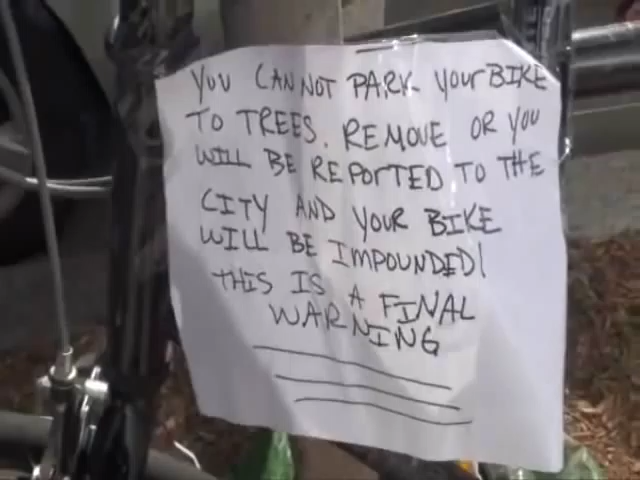 YOU CAN NOT PARK YOUR BIKE
TO TREES. REMOVE OR YOU
WILL BE REPORTED TO THE
CITY AND YOUR BIKE
WILL BE IMPOUNDED!
THIS IS A FINAL
WARNING